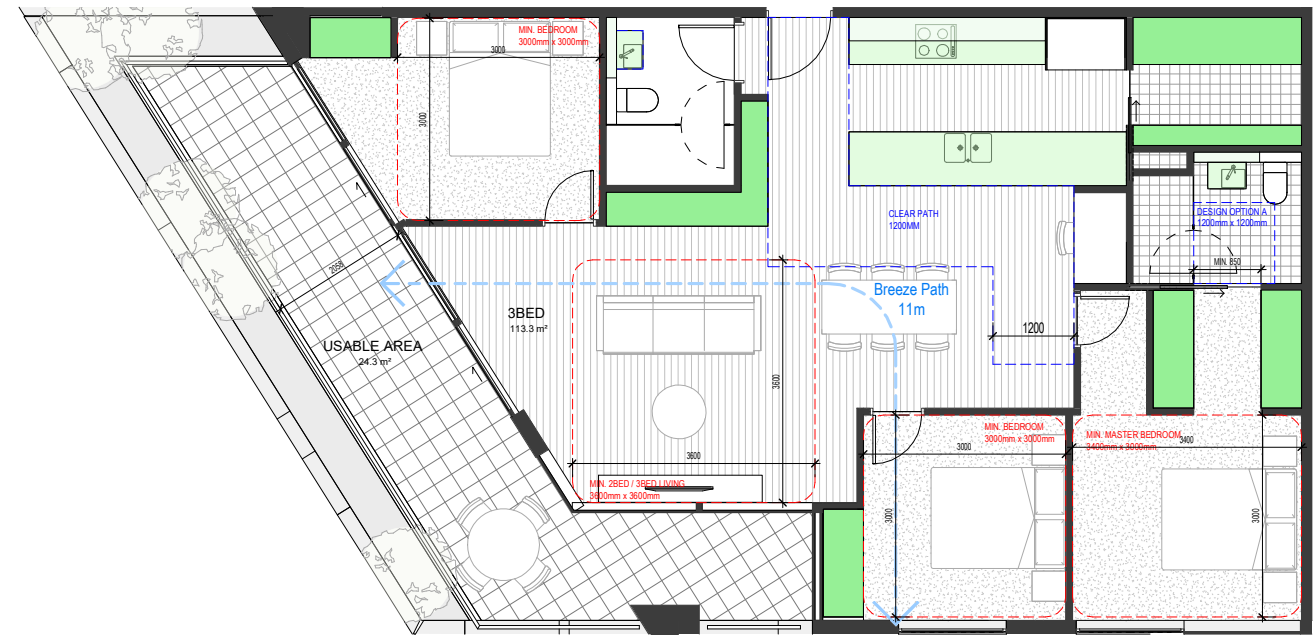 MIN. BEDROOM
3000mm x 3000mm
3000
3000
CLEAR PATH
1200MM
DESIGN OPTION A
1200mm x 1200mm
MIN. 850
2058
Breeze Path
11m
3BED
113.3 m²
USABLE AREA
24.3 m²
1200
3600
3600
MIN. 2BED / 3BED LIVING
3600mm x 3600mm
MIN. BEDROOM
3000mm x 3000mm
3000
3000
MIN. MASTER BEDROOM
3400mm x 3000mm
3400
3000